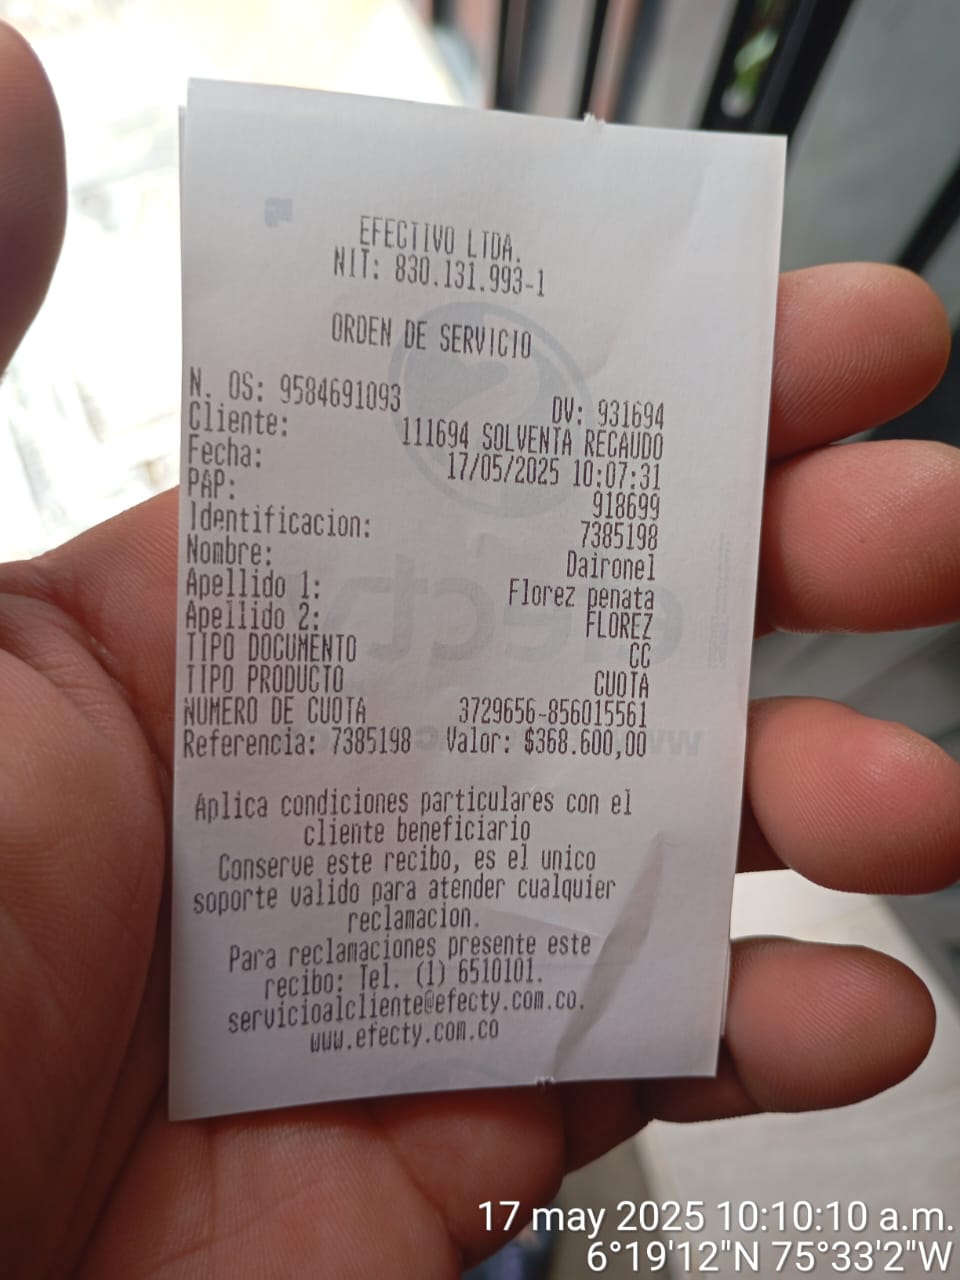 EFECTIVO LTDA.
NIT: 830.131.993-1
ORDEN DE SERVICIO
N. OS: 9584691093 DV: 931694
Cliente: 111694 SOLVENTA RECAUDO
Fecha: 17/05/2025 10:07:31
PAP: 918699
Identificacion: 7385198
Nombre: Daironel
Apellido 1: Florez penata
Apellido 2: FLOREZ
TIPO DOCUMENTO CC
TIPO PRODUCTO CUOTA
NUMERO DE CUOTA 3729656-856015561
Referencia: 7385198 Valor: $368.600,00
Aplica condiciones particulares con el
cliente beneficiario
Conserve este recibo, es el unico
soporte valido para atender cualquier
reclamacion.
Para reclamaciones presente este
recibo: Tel. (1) 6510101.
servicioalcliente@efecty.com.co.
www.efecty.com.co
17 may 2025 10:10:10 a.m.
6°19'12"N 75°33'2"W